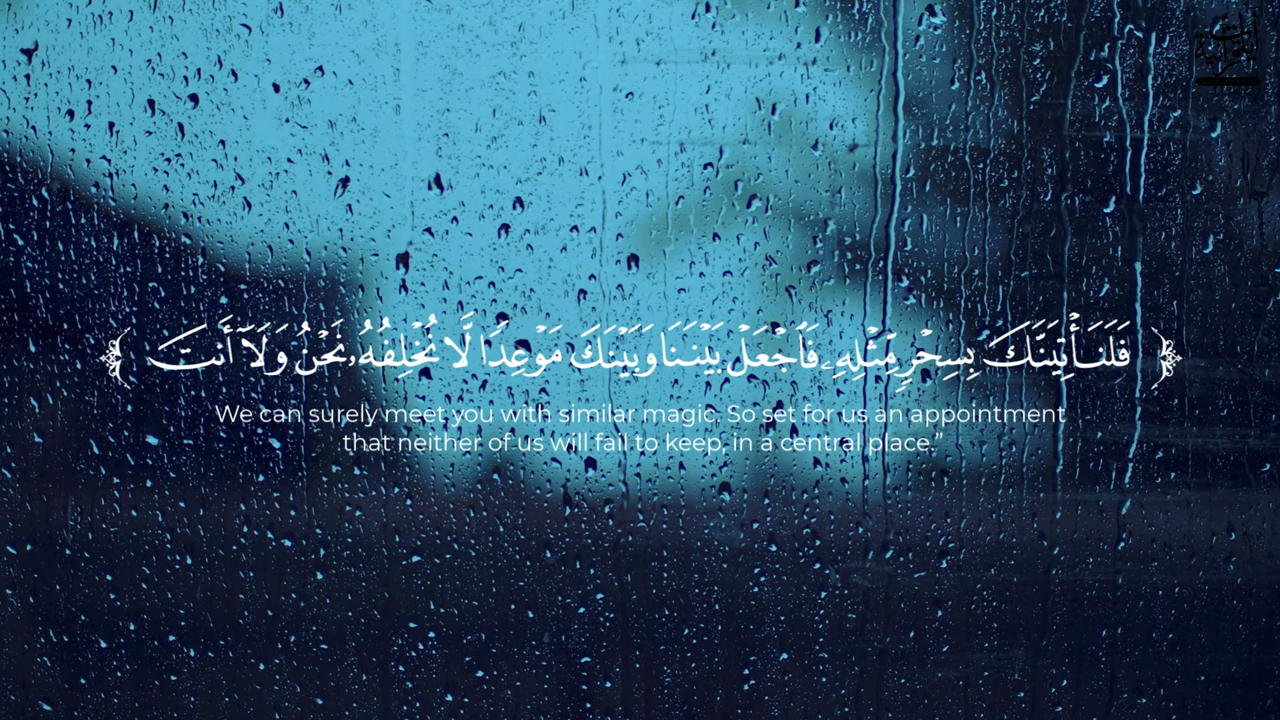 فَلَنَأْتِيَنَّكَ بِسِحْرٍ مِّثْلِهِۦ فَٱجْعَلْ بَيْنَنَا وَبَيْنَكَ مَوْعِدًا لَّا نُخْلِفُهُۥ نَحْنُ وَلَآ أَنتَ
We can surely meet you with similar magic. So set for us an appointment
that neither of us will fail to keep, in a central place.”